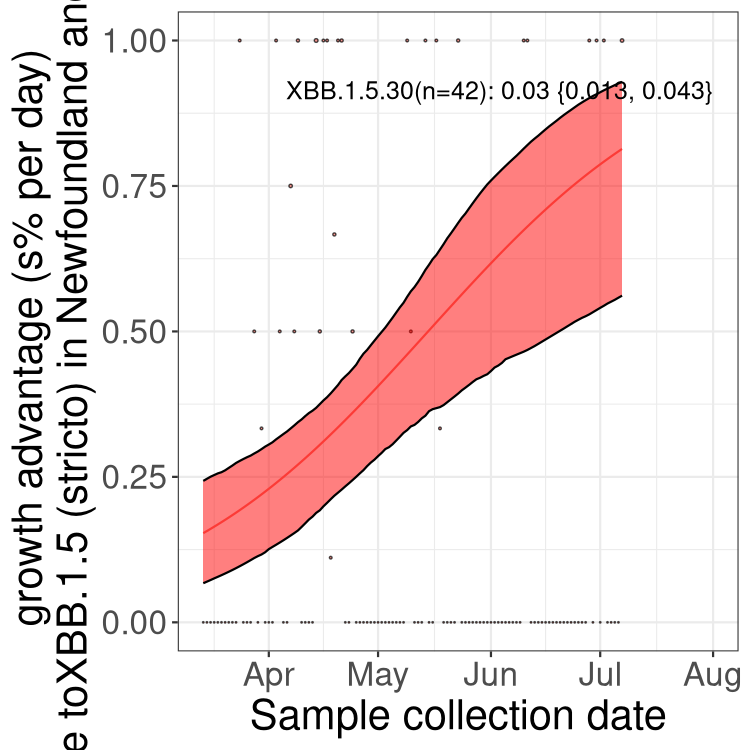 growth advantage (s% per day)
e toXBB.1.5 (stricto) in Newfoundland and
1.00
0.75
0.50
0.25
0.00
XBB.1.5.30(n=42): 0.03 {0.013, 0.043}
Apr May Jun Jul Aug
Sample collection date